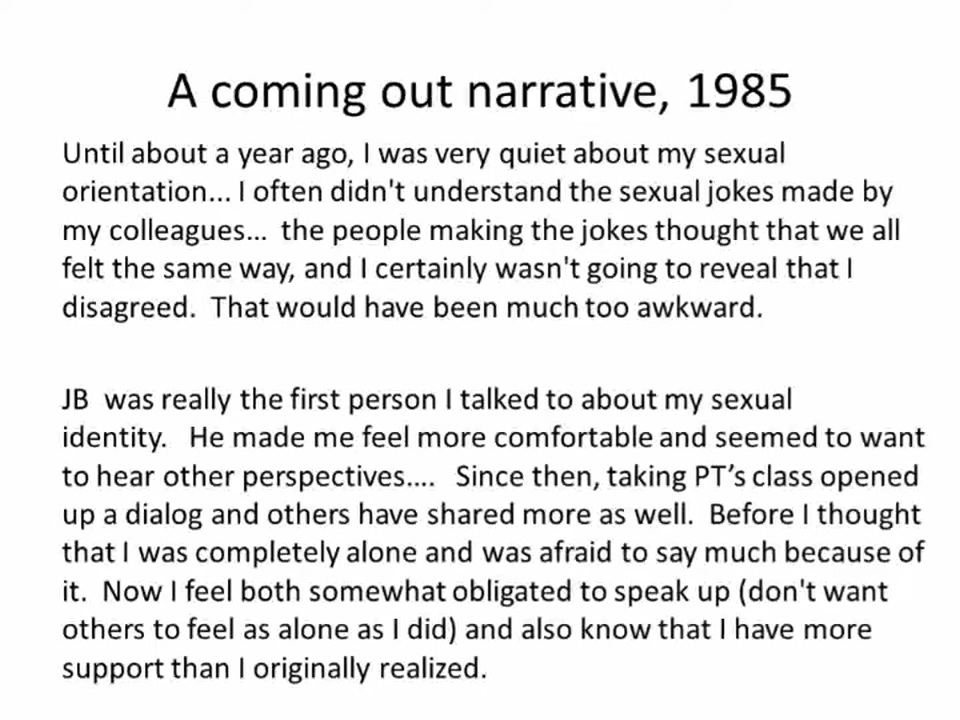 A coming out narrative, 1985
Until about a year ago, I was very quiet about my sexual
orientation... I often didn't understand the sexual jokes made by
my colleagues...  the people making the jokes thought that we all
felt the same way, and I certainly wasn't going to reveal that I
disagreed.  That would have been much too awkward.
JB  was really the first person I talked to about my sexual
identity.   He made me feel more comfortable and seemed to want
to hear other perspectives....   Since then, taking PT’s class opened
up a dialog and others have shared more as well.  Before I thought
that I was completely alone and was afraid to say much because of
it.  Now I feel both somewhat obligated to speak up (don't want
others to feel as alone as I did) and also know that I have more
support than I originally realized.